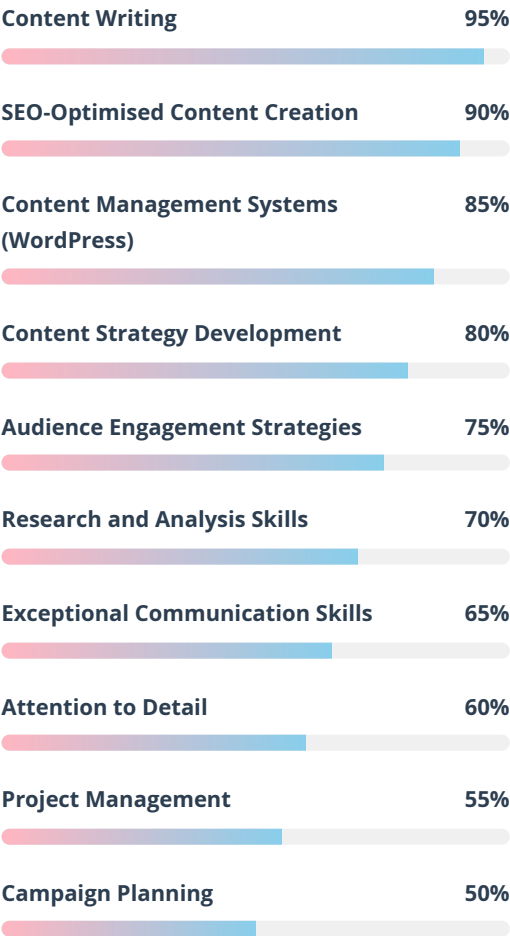 Content Writing 95%
SEO-Optimised Content Creation 90%
Content Management Systems 85%
(WordPress)
Content Strategy Development 80%
Audience Engagement Strategies 75%
Research and Analysis Skills 70%
Exceptional Communication Skills 65%
Attention to Detail 60%
Project Management 55%
Campaign Planning 50%